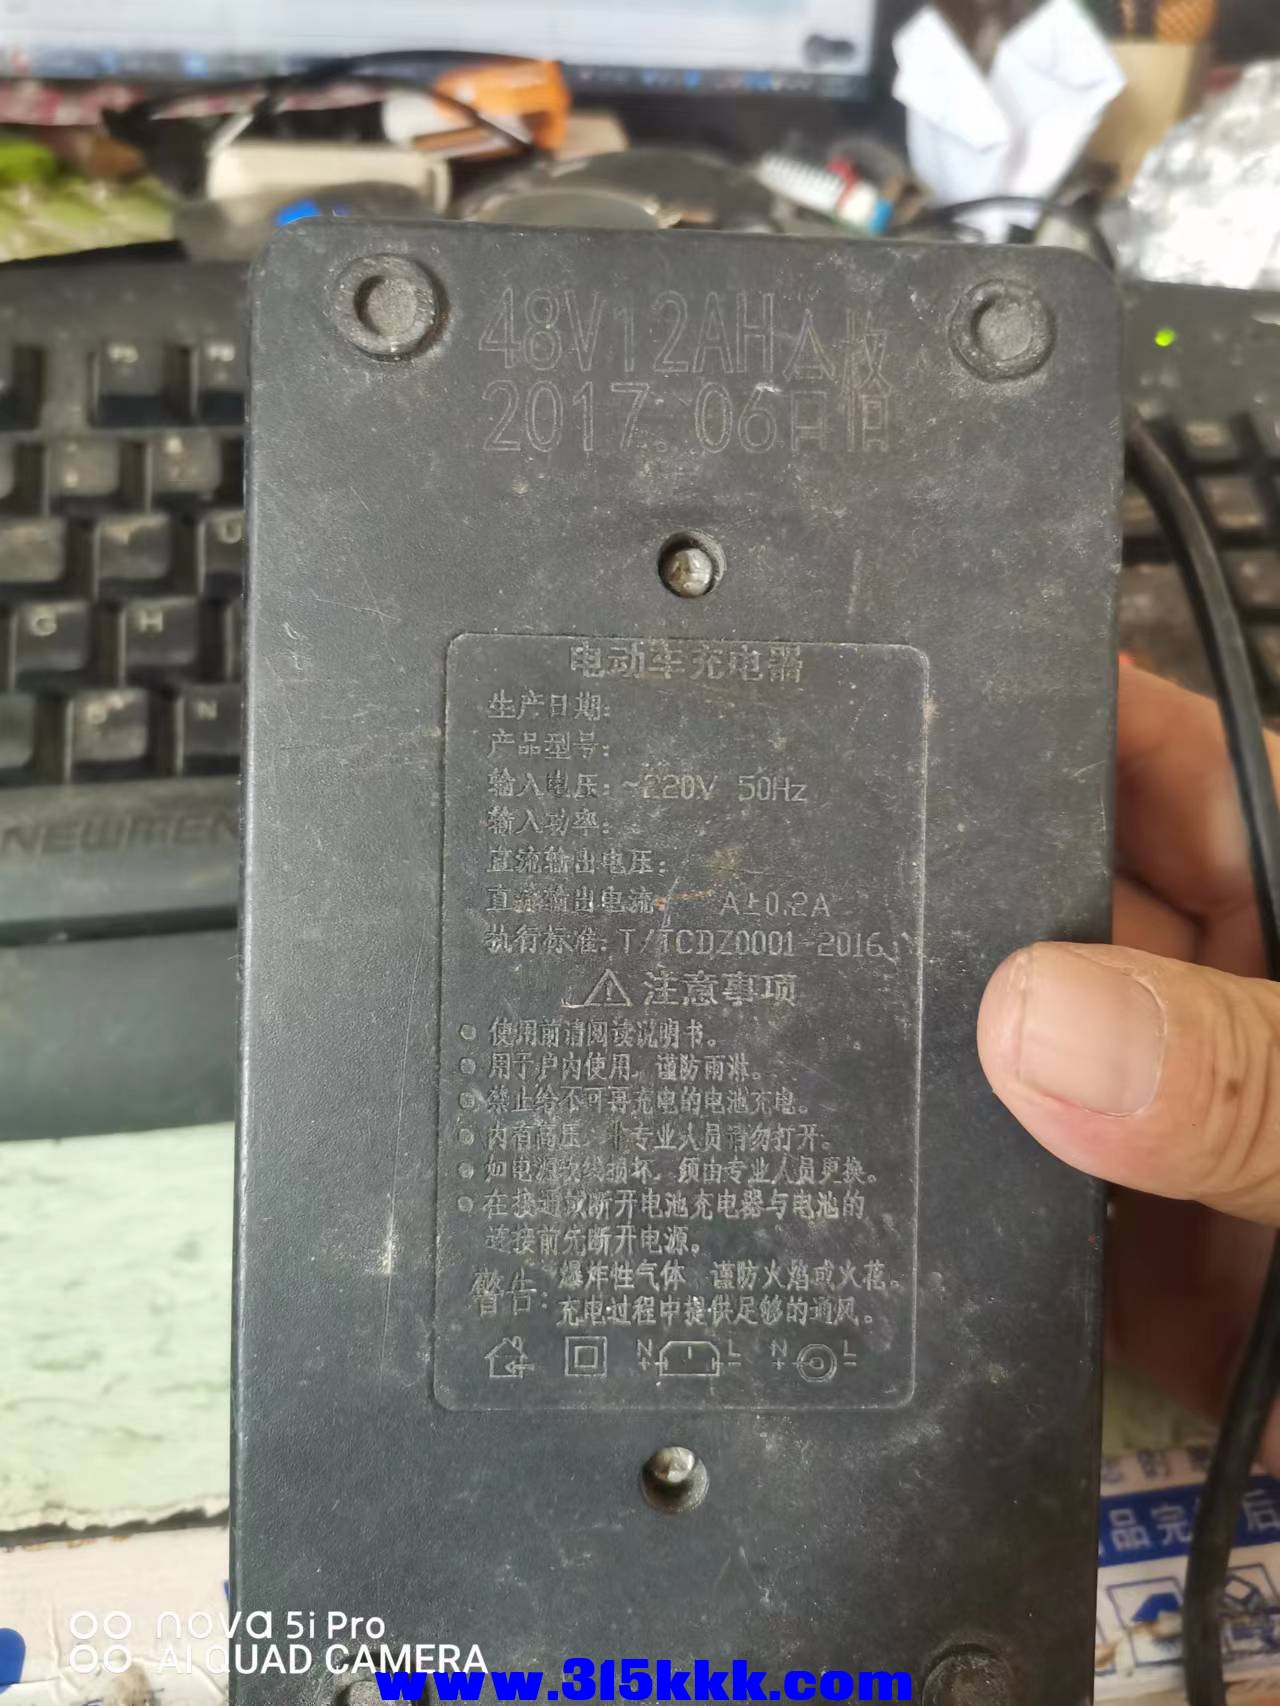 48V12AH合格
2017.06
电动车充电器
生产日期:
产品型号:
输入电压: ~220V 50Hz
输入功率:
直流输出电压:
直流输出电流 A±0.2A
执行标准: T/TCDZ0001-2016
注意事项
使用前请阅读说明书。
用于户内使用, 谨防雨淋。
禁止给不可再充电的电池充电。
内有高压, 非专业人员请勿打开。
如电源软线损坏, 须由专业人员更换。
在接通或断开电池充电器与电池的
连接前先断开电源。
警告: 爆炸性气体 谨防火焰或火花。
充电过程中提供足够的通风。
N L N L
+ - + -
F5
G H
U
N
NEWMEN
品完 后
nova 5i Pro
AI QUAD CAMERA
www.315kkk.com